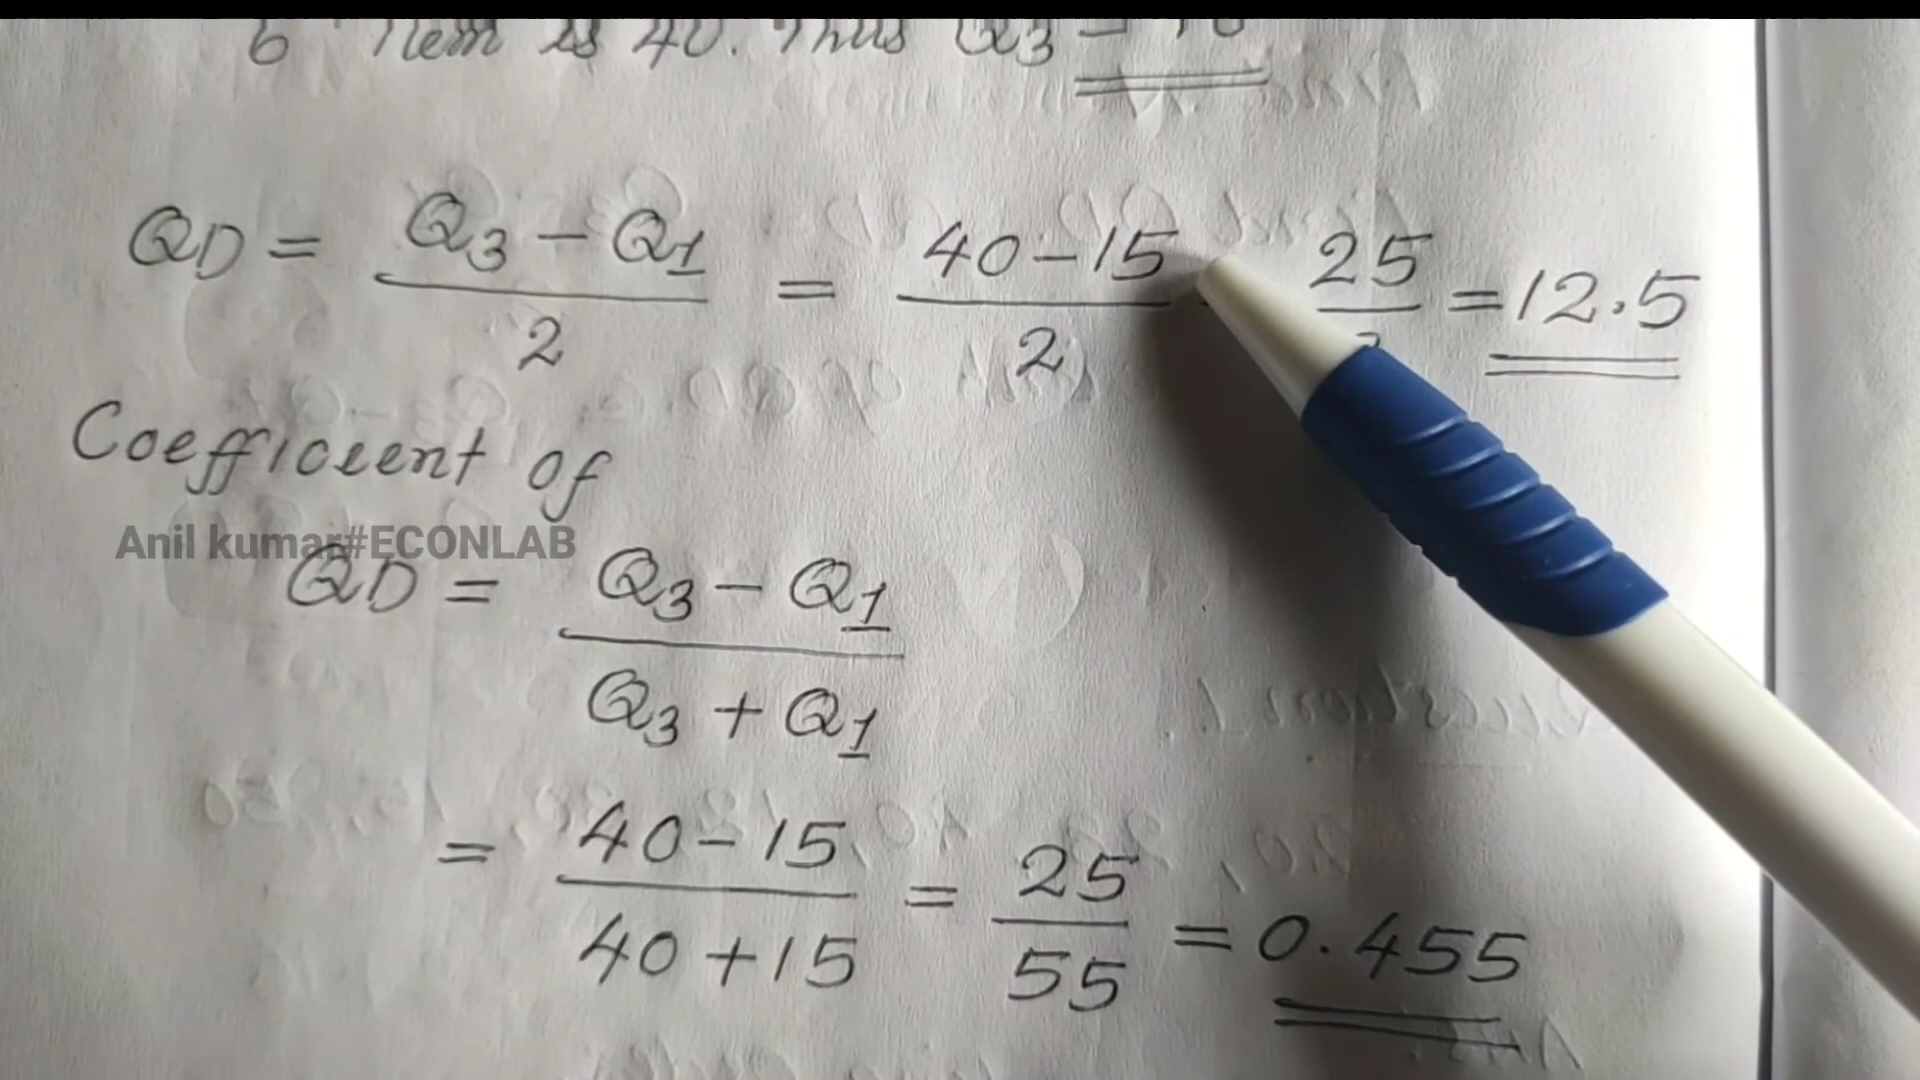 6 Item is 40. Thus Q3 =
QD = Q3 - Q1 / 2 = 40-15 / 2 25 = 12.5
Coefficient of
Anil kumar#ECONLAB
QD = Q3 - Q1 / Q3 + Q1
= 40-15 / 40+15 = 25 / 55 = 0.455